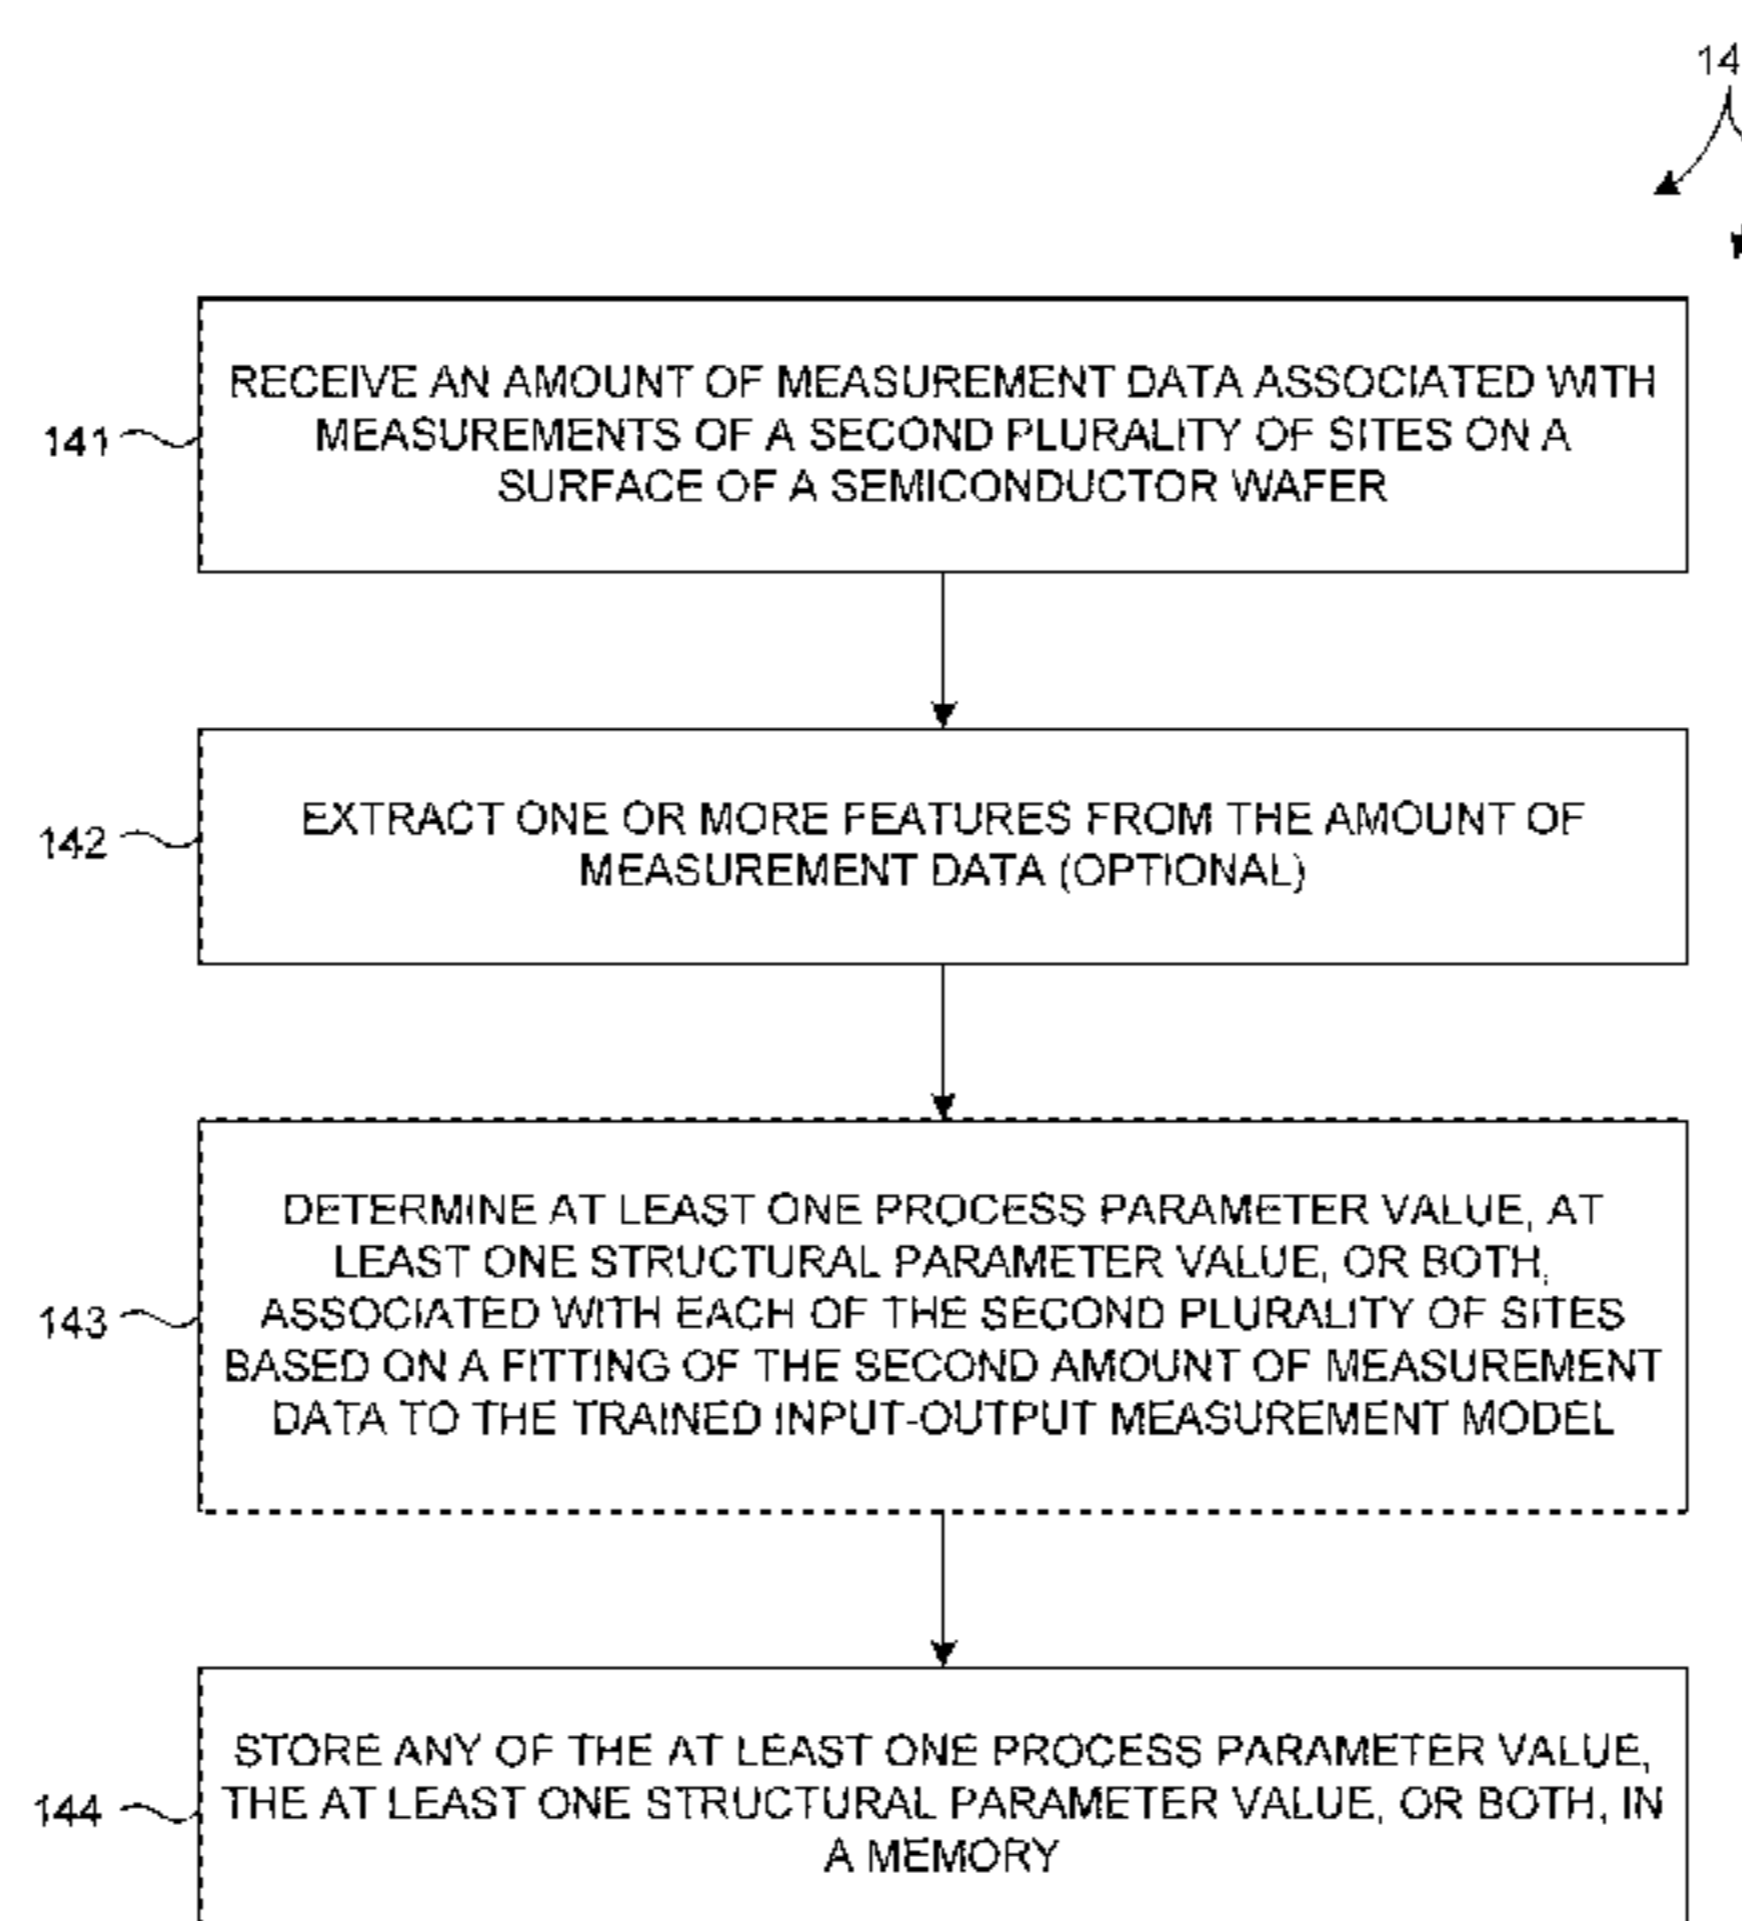 14
RECEIVE AN AMOUNT OF MEASUREMENT DATA ASSOCIATED WITH
141
MEASUREMENTS OF A SECOND PLURALITY OF SITES ON A
SURFACE OF A SEMICONDUCTOR WAFER
EXTRACT ONE OR MORE FEATURES FROM THE AMOUNT OF
142
MEASUREMENT DATA (OPTIONAL)
DETERMINE AT LEAST ONE PROCESS PARAMETER VALUE, AT
LEAST ONE STRUCTURAL PARAMETER VALUE, OR BOTH,
143
ASSOCIATED WITH EACH OF THE SECOND PLURALITY OF SITES
BASED ON A FITTING OF THE SECOND AMOUNT OF MEASUREMENT
DATA TO THE TRAINED INPUT-OUTPUT MEASUREMENT MODEL
STORE ANY OF THE AT LEAST ONE PROCESS PARAMETER VALUE,
144
THE AT LEAST ONE STRUCTURAL PARAMETER VALUE, OR BOTH, IN
A MEMORY